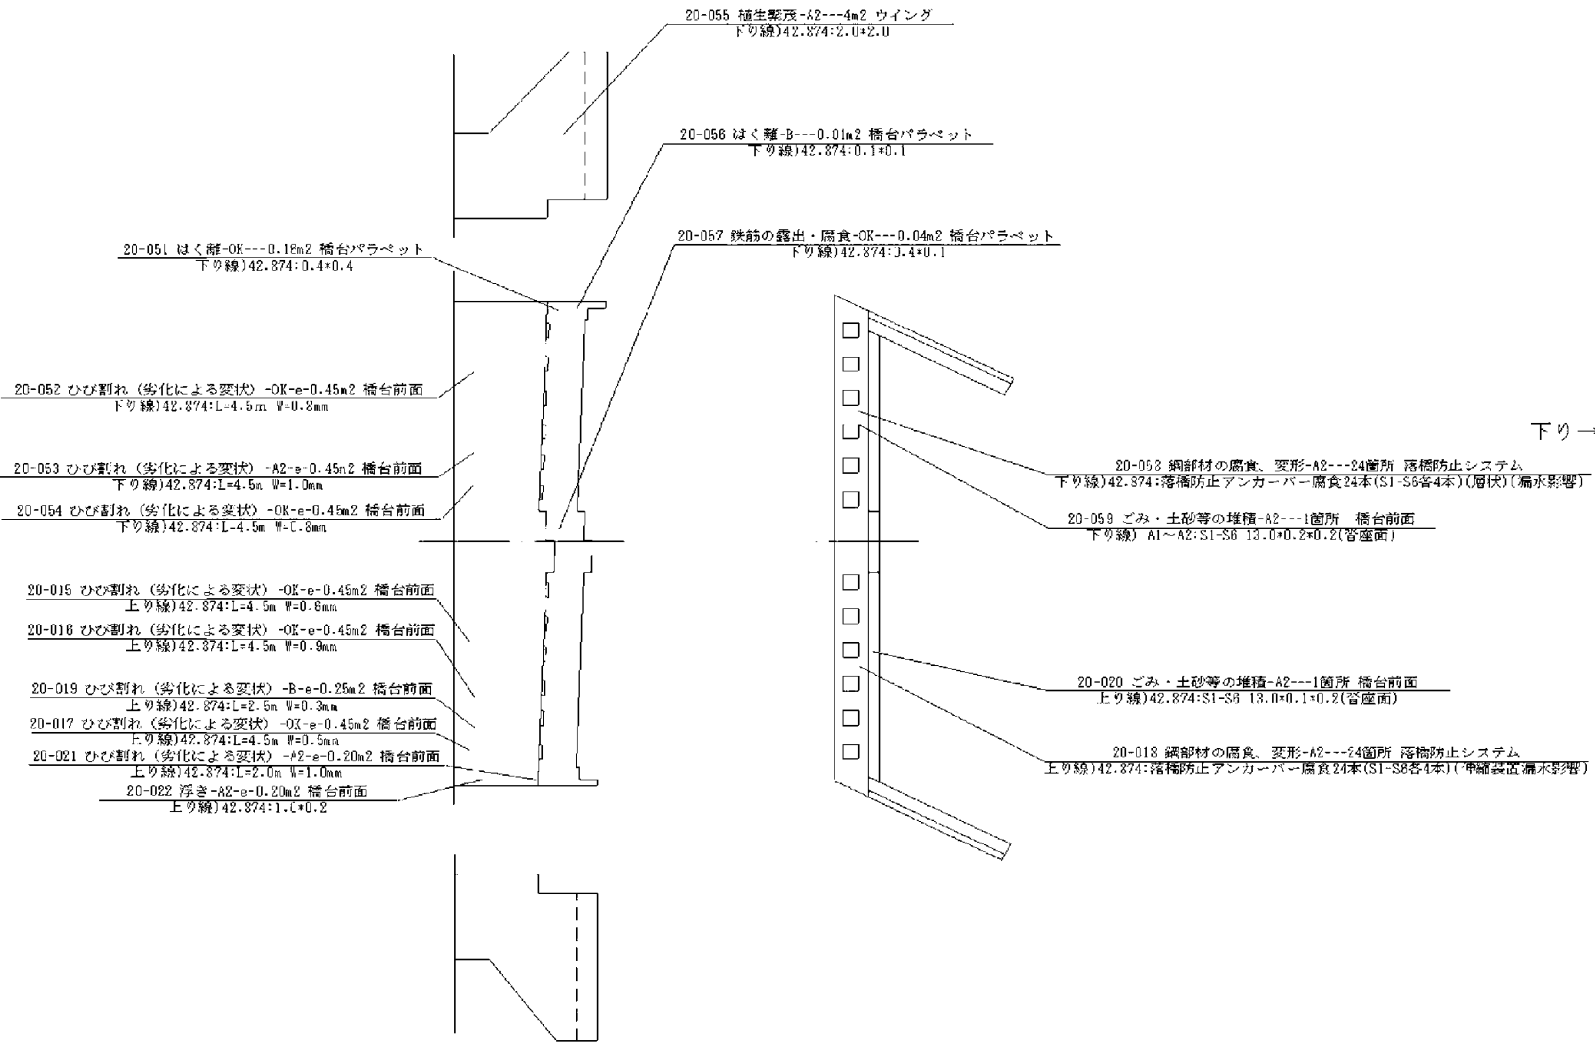 20-055 植生繁茂-A2---4m2 ウイング
下り線)42.874:2.0*2.0
20-056 はく離-B---0.01m2 橋台パラペット
下り線)42.874:0.1*0.1
20-057 鉄筋の露出・腐食-OK---0.04m2 橋台パラペット
下り線)42.874:0.4*0.1
20-051 はく離-OK---0.16m2 橋台パラペット
下り線)42.874:0.4*0.4
20-052 ひび割れ（劣化による変状）-OK-e-0.45m2 橋台前面
下り線)42.874:L=4.5m W=0.8mm
20-053 ひび割れ（劣化による変状）-A2-e-0.45m2 橋台前面
下り線)42.874:L=4.5m W=1.0mm
20-054 ひび割れ（劣化による変状）-OK-e-0.45m2 橋台前面
下り線)42.874:L=4.5m W=0.8mm
20-015 ひび割れ（劣化による変状）-OK-e-0.45m2 橋台前面
上り線)42.874:L=4.5m W=0.6mm
20-016 ひび割れ（劣化による変状）-OK-e-0.45m2 橋台前面
上り線)42.874:L=4.5m W=0.9mm
20-019 ひび割れ（劣化による変状）-B-e-0.25m2 橋台前面
上り線)42.874:L=2.5m W=0.3mm
20-017 ひび割れ（劣化による変状）-OK-e-0.45m2 橋台前面
上り線)42.874:L=4.5m W=0.5mm
20-021 ひび割れ（劣化による変状）-A2-e-0.20m2 橋台前面
上り線)42.874:L=2.0m W=1.0mm
20-022 浮き-A2-e-0.20m2 橋台前面
上り線)42.874:1.0*0.2
下り→
20-058 鋼部材の腐食、変形-A2---24箇所 落橋防止システム
下り線)42.874:落橋防止アンカーバー腐食24本(S1-S6各4本)(層状)(漏水影響)
20-059 ごみ・土砂等の堆積-A2---1箇所 橋台前面
下り線) A1～A2:S1-S6 13.0*0.2*0.2(沓座面)
20-020 ごみ・土砂等の堆積-A2---1箇所 橋台前面
上り線)42.874:S1-S6 13.0*0.1*0.2(沓座面)
20-018 鋼部材の腐食、変形-A2---24箇所 落橋防止システム
上り線)42.874:落橋防止アンカーバー腐食24本(S1-S6各4本)(伸縮装置漏水影響)